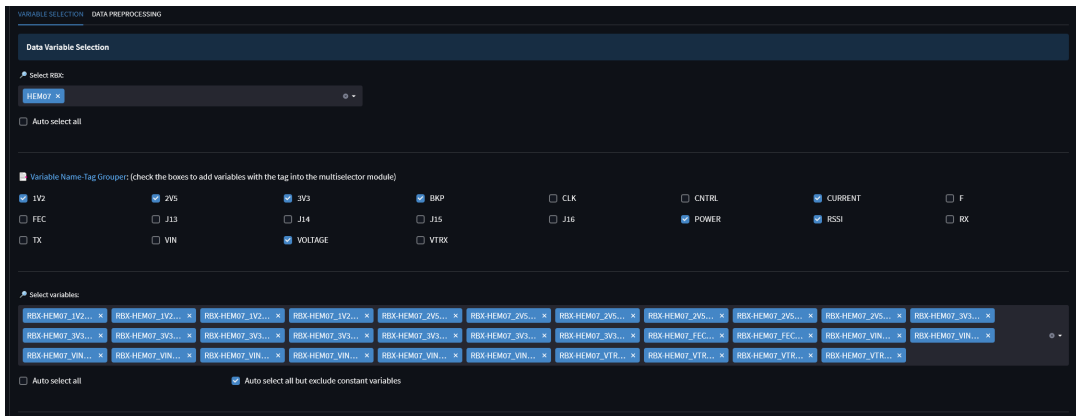 VARIABLE SELECTION DATA PREPROCESSING
Data Variable Selection
Select RBX:
HEM07 ×
Auto select all
Variable Name-Tag Grouper: (check the boxes to add variables with the tag into the multiselector module)
1V2 2V5 3V3 BKP CLK CNTRL CURRENT F
FEC J13 J14 J15 J16 POWER RSSI RX
TX VIN VOLTAGE VTRX
Select variables:
RBX-HEM07_1V2... × RBX-HEM07_1V2... × RBX-HEM07_1V2... × RBX-HEM07_1V2... × RBX-HEM07_2V5... × RBX-HEM07_2V5... × RBX-HEM07_2V5... × RBX-HEM07_2V5... × RBX-HEM07_2V5... × RBX-HEM07_2V5... × RBX-HEM07_3V3... ×
RBX-HEM07_3V3... × RBX-HEM07_3V3... × RBX-HEM07_3V3... × RBX-HEM07_3V3... × RBX-HEM07_3V3... × RBX-HEM07_3V3... × RBX-HEM07_3V3... × RBX-HEM07_FEC... × RBX-HEM07_FEC... × RBX-HEM07_VIN... × RBX-HEM07_VIN... ×
RBX-HEM07_VIN... × RBX-HEM07_VIN... × RBX-HEM07_VIN... × RBX-HEM07_VIN... × RBX-HEM07_VIN... × RBX-HEM07_VIN... × RBX-HEM07_VTR... × RBX-HEM07_VTR... × RBX-HEM07_VTR... × RBX-HEM07_VTR... ×
Auto select all Auto select all but exclude constant variables